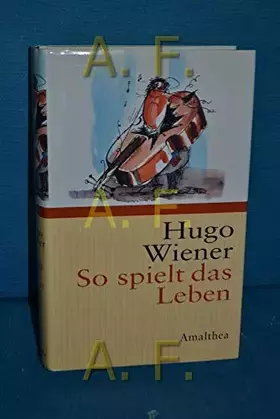 A. F.
A. F.
A. F.
A. F.
Hugo
Wiener
So spielt das
Leben
Amalthea